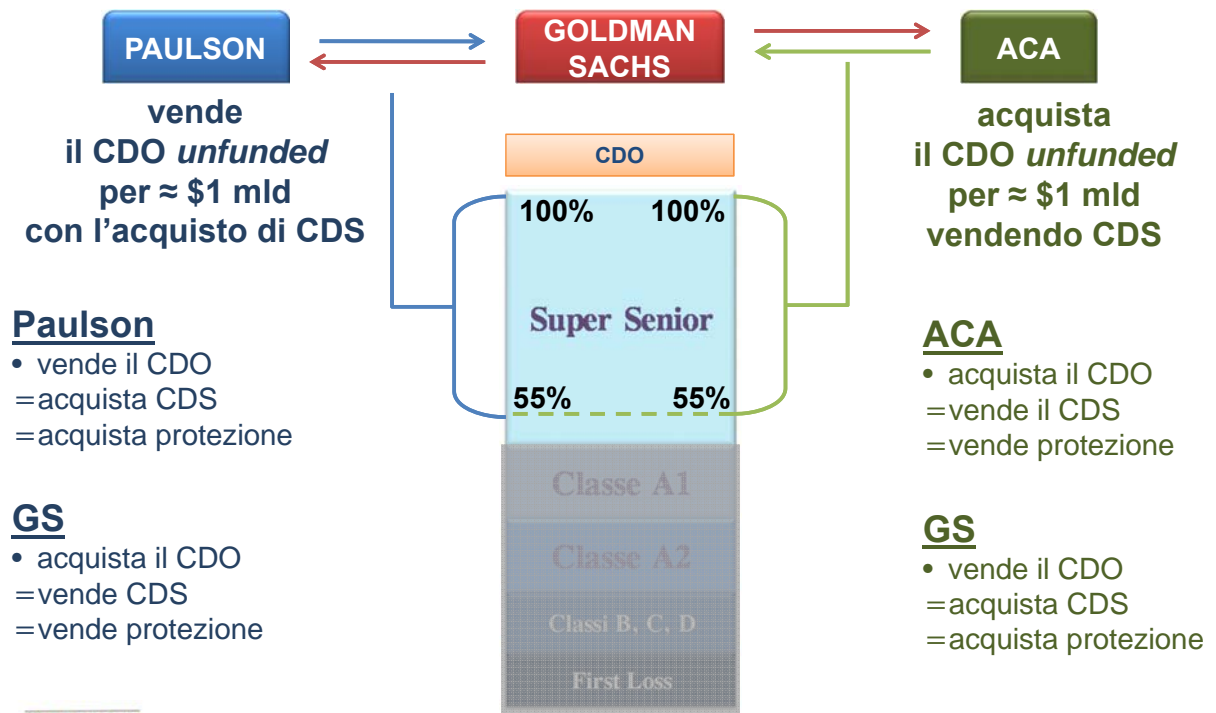 PAULSON
GOLDMAN
SACHS
ACA
vende
il CDO unfunded
per ≈ $1 mld
con l'acquisto di CDS
acquista
il CDO unfunded
per ≈ $1 mld
vendendo CDS
CDO
100% 100%
Super Senior
55% 55%
Classe A1
Classe A2
Classi B, C, D
First Loss
Paulson
• vende il CDO
=acquista CDS
=acquista protezione
GS
• acquista il CDO
=vende CDS
=vende protezione
ACA
• acquista il CDO
=vende il CDS
=vende protezione
GS
• vende il CDO
=acquista CDS
=acquista protezione